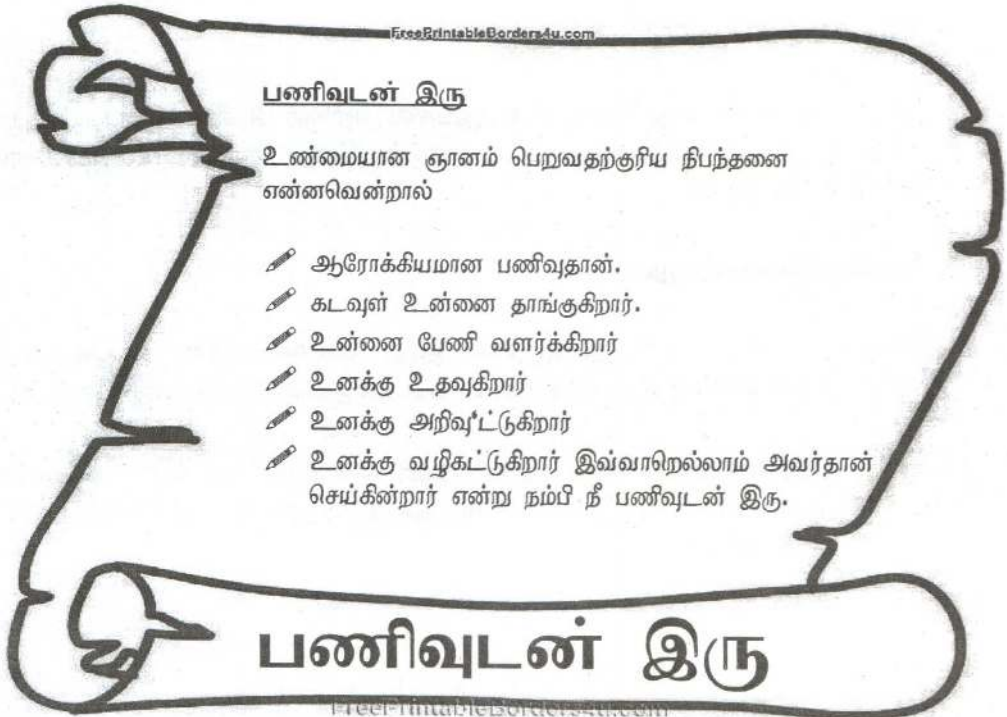 FreePrintableBorders4u.com
பணிவுடன் இரு
உண்மையான ஞானம் பெறுவதற்குரிய நிபந்தனை
என்னவென்றால்
ஆரோக்கியமான பணிவுதான்.
கடவுள் உன்னை தாங்குகிறார்.
உன்னை பேணி வளர்க்கிறார்
உனக்கு உதவுகிறார்
உனக்கு அறிவு்ட்டுகிறார்
உனக்கு வழிகட்டுகிறார் இவ்வாறெல்லாம் அவர்தான்
செய்கின்றார் என்று நம்பி நீ பணிவுடன் இரு.
பணிவுடன் இரு
FreePrintableBorders4u.com